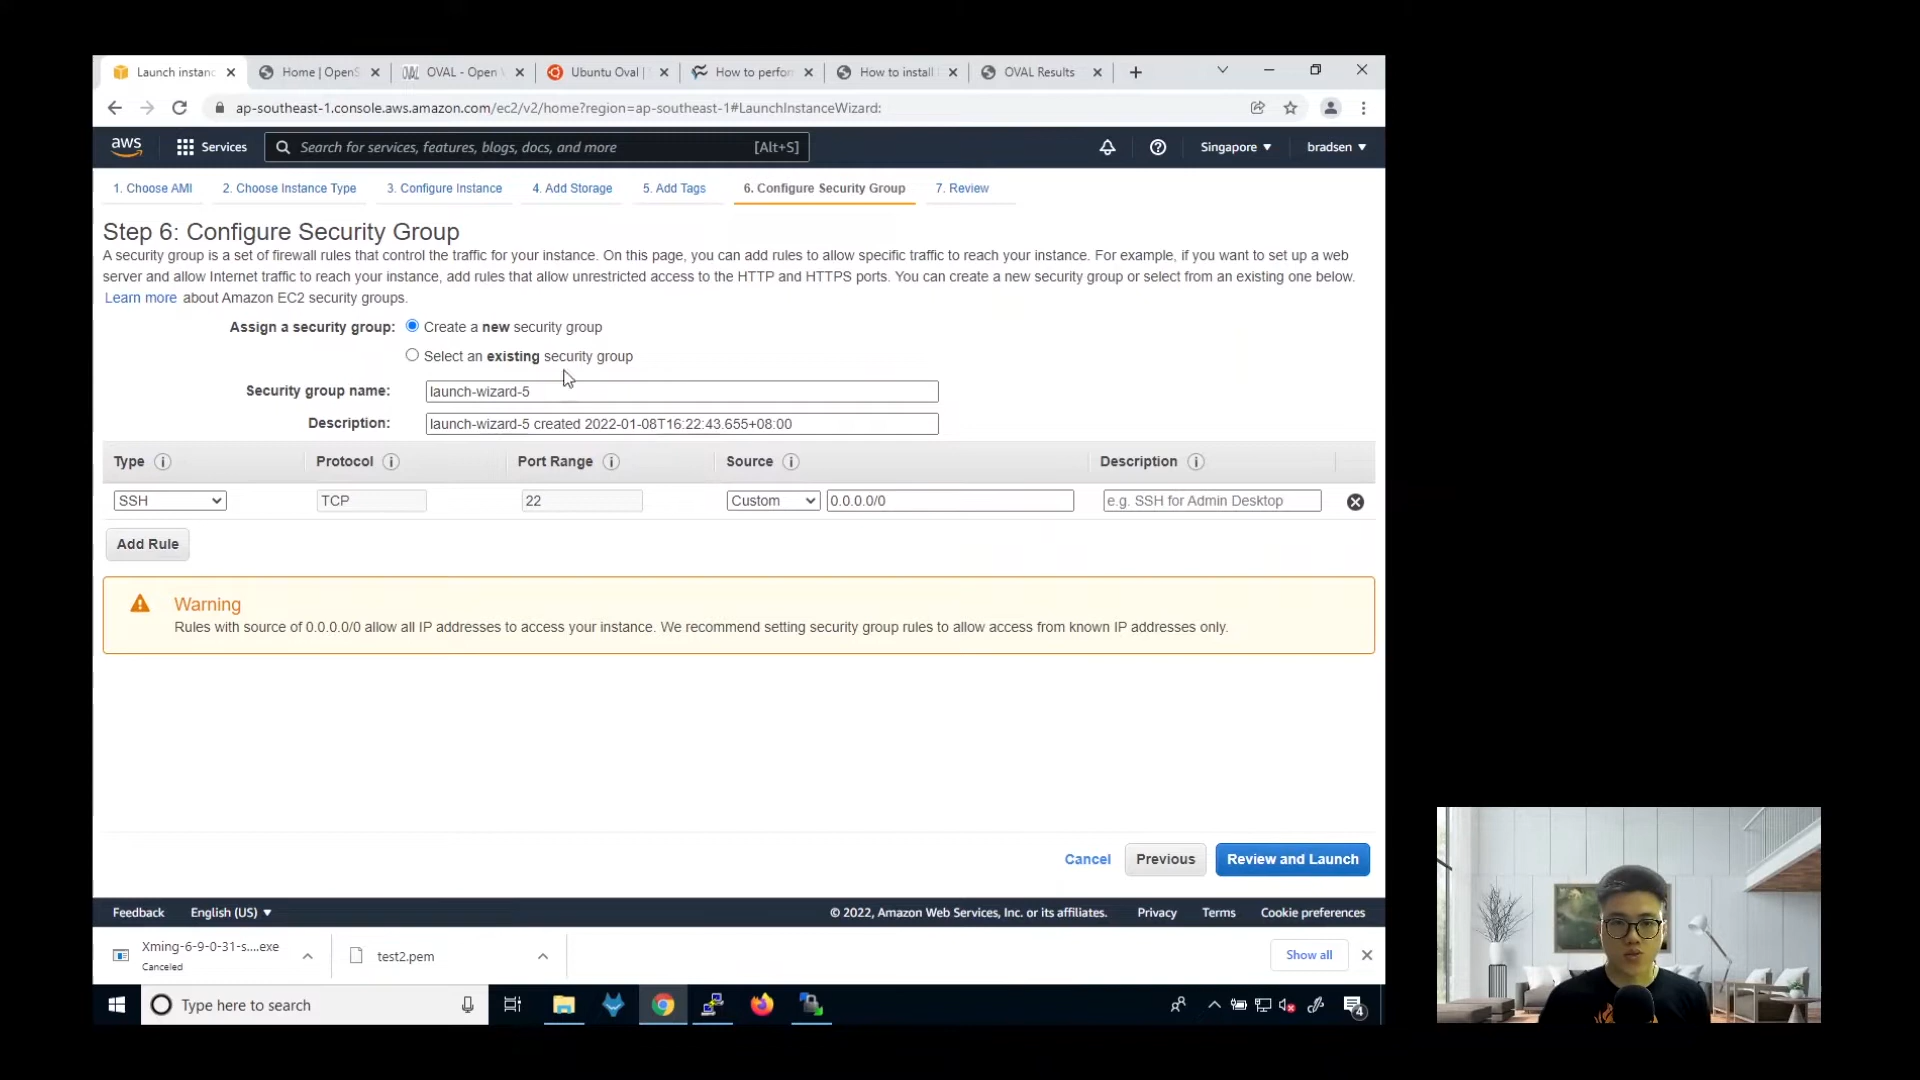 Launch instanc
Home | OpenS
OVAL - Open V
Ubuntu Oval |
How to perfor
How to install
OVAL Results
ap-southeast-1.console.aws.amazon.com/ec2/v2/home?region=ap-southeast-1#LaunchInstanceWizard:
aws
Services
Search for services, features, blogs, docs, and more
[Alt+S]
Singapore
bradsen
1. Choose AMI
2. Choose Instance Type
3. Configure Instance
4. Add Storage
5. Add Tags
6. Configure Security Group
7. Review
Step 6: Configure Security Group
A security group is a set of firewall rules that control the traffic for your instance. On this page, you can add rules to allow specific traffic to reach your instance. For example, if you want to set up a web
server and allow Internet traffic to reach your instance, add rules that allow unrestricted access to the HTTP and HTTPS ports. You can create a new security group or select from an existing one below.
Learn more about Amazon EC2 security groups.
Assign a security group: Create a new security group
Select an existing security group
Security group name: launch-wizard-5
Description: launch-wizard-5 created 2022-01-08T16:22:43.655+08:00
Type Protocol Port Range Source Description
SSH TCP 22 Custom 0.0.0.0/0 e.g. SSH for Admin Desktop
Add Rule
Warning
Rules with source of 0.0.0.0/0 allow all IP addresses to access your instance. We recommend setting security group rules to allow access from known IP addresses only.
Cancel Previous Review and Launch
Feedback English (US) © 2022, Amazon Web Services, Inc. or its affiliates. Privacy Terms Cookie preferences
Xming-6-9-0-31-s....exe
Canceled
test2.pem
Show all
Type here to search
4